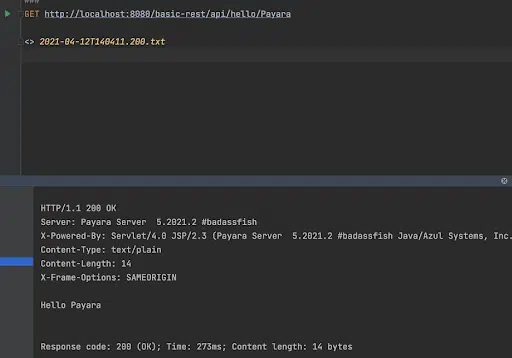 ###
GET http://localhost:8080/basic-rest/api/hello/Payara
<> 2021-04-12T140411.200.txt
HTTP/1.1 200 OK
Server: Payara Server 5.2021.2 #badassfish
X-Powered-By: Servlet/4.0 JSP/2.3 (Payara Server 5.2021.2 #badassfish Java/Azul Systems, Inc.
Content-Type: text/plain
Content-Length: 14
X-Frame-Options: SAMEORIGIN
Hello Payara
Response code: 200 (OK); Time: 273ms; Content length: 14 bytes